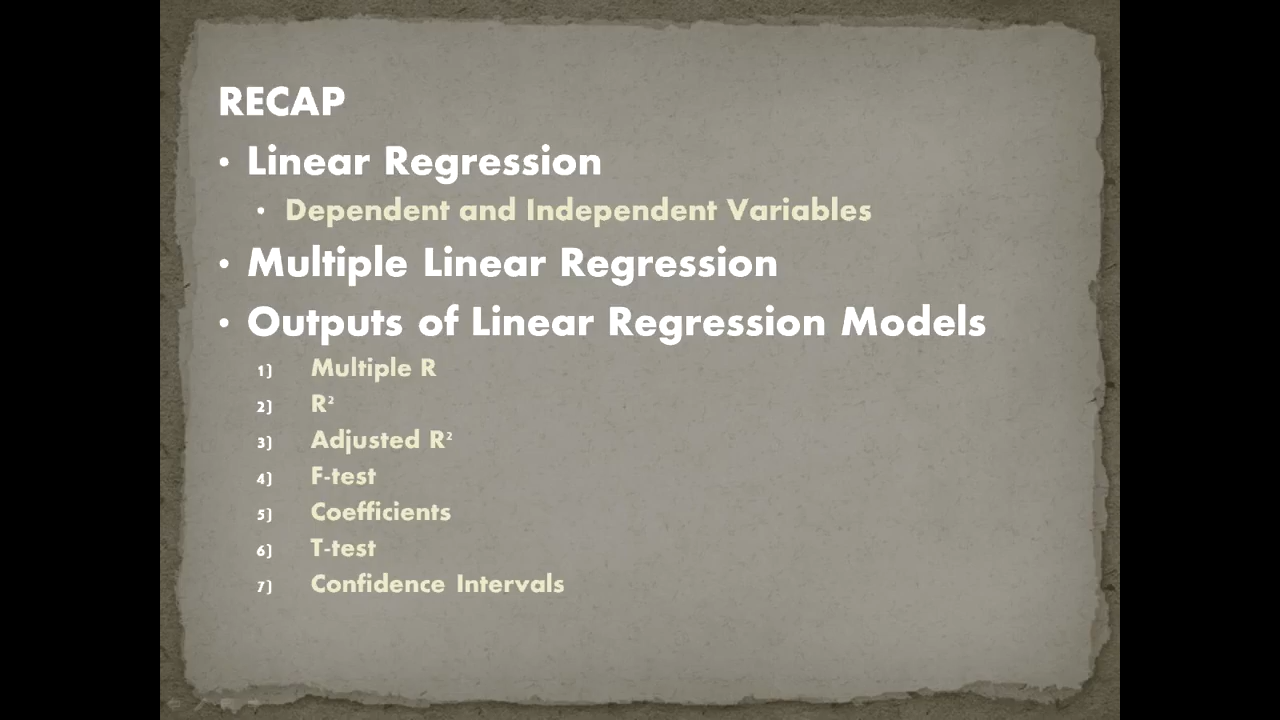 RECAP
• Linear Regression
• Dependent and Independent Variables
• Multiple Linear Regression
• Outputs of Linear Regression Models
1) Multiple R
2) R²
3) Adjusted R²
4) F-test
5) Coefficients
6) T-test
7) Confidence Intervals